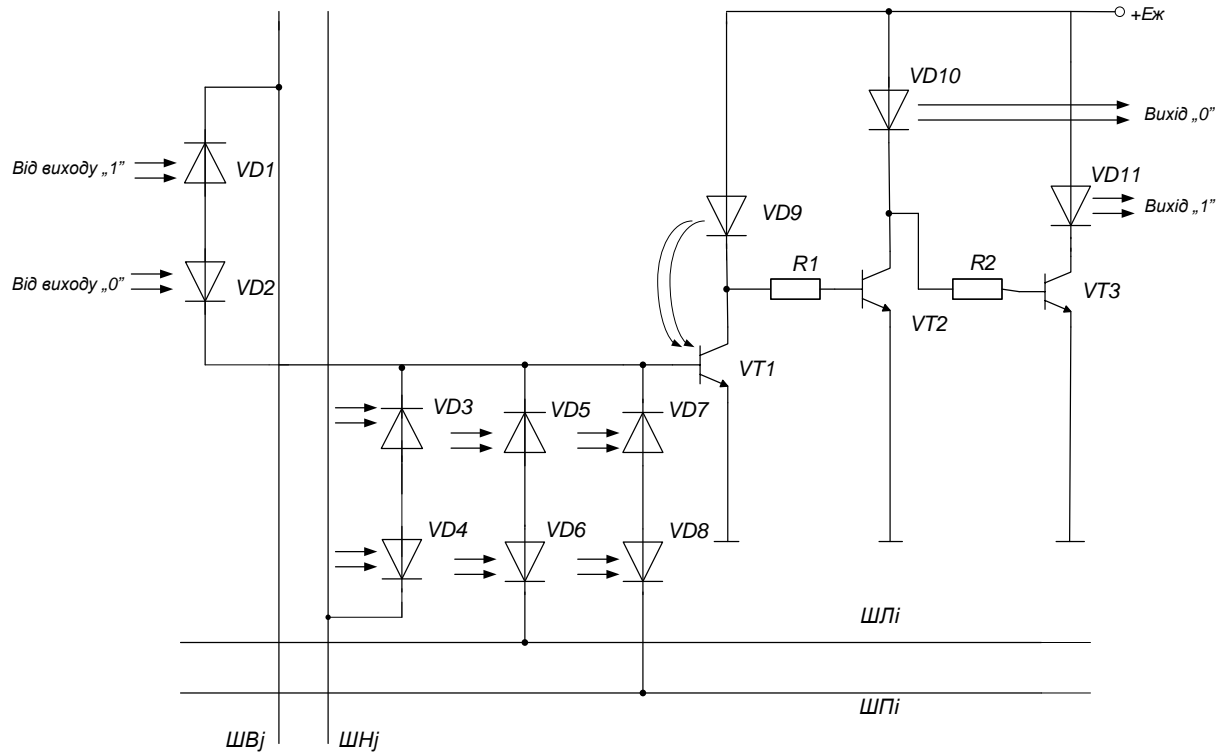 +Eж
VD10
Вихід „0”
Від виходу „1”
VD1
VD11
VD9
Вихід „1”
R1
R2
Від виходу „0”
VD2
VT3
VT2
VT1
VD3
VD5
VD7
VD4
VD6
VD8
ШЛi
ШПi
ШВj
ШНj